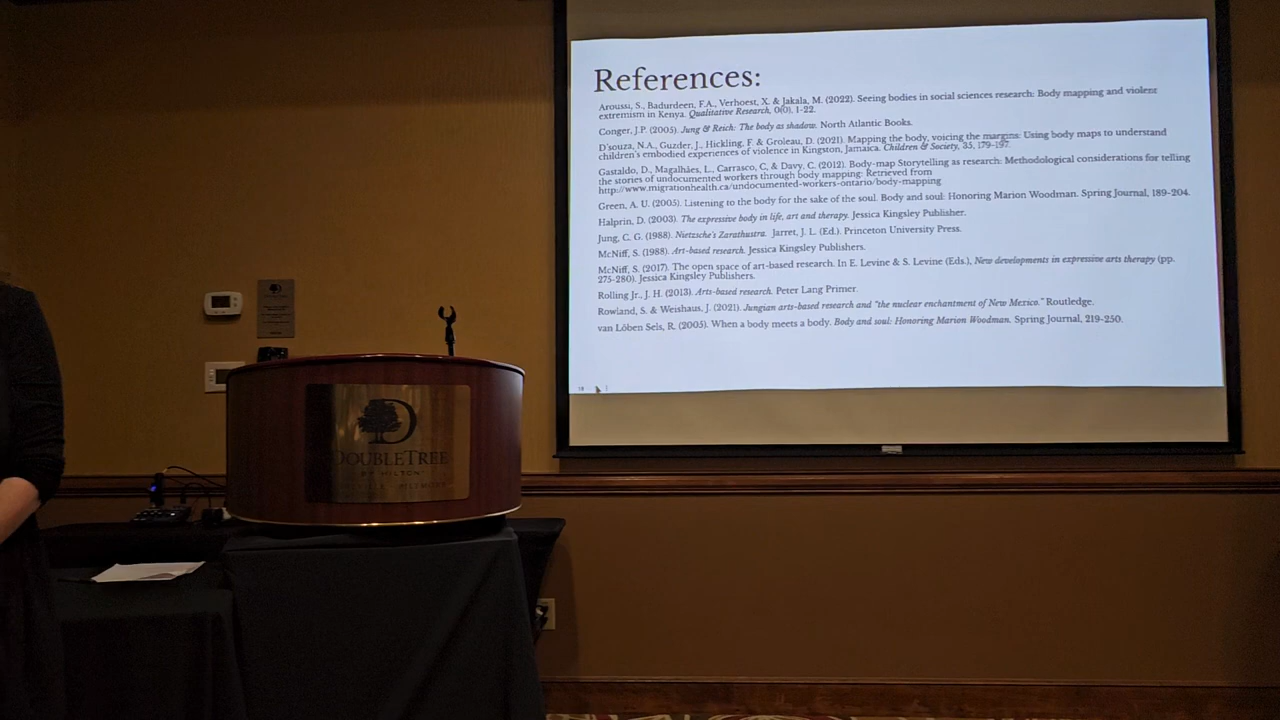 References:
Aroussi, S., Badurdeen, F.A., Verhoest, X. & Jakala, M. (2022). Seeing bodies in social sciences research: Body mapping and violent
extremism in Kenya. Qualitative Research, 0(0). 1-22.
Conger, J.P. (2005). Jung & Reich: The body as shadow. North Atlantic Books.
D'souza, N.A., Guzder, J., Hickling, F. & Groleau, D. (2021). Mapping the body, voicing the margins: Using body maps to understand
children's embodied experiences of violence in Kingston, Jamaica. Children & Society, 35, 179-197.
Gastaldo, D., Magalhães, L., Carrasco, C, & Davy, C. (2012). Body-map Storytelling as research: Methodological considerations for telling
the stories of undocumented workers through body mapping: Retrieved from
http://www.migrationhealth.ca/undocumented-workers-ontario/body-mapping
Green, A. U. (2005). Listening to the body for the sake of the soul. Body and soul: Honoring Marion Woodman. Spring Journal, 189-204.
Halprin, D. (2003). The expressive body in life, art and therapy. Jessica Kingsley Publisher.
Jung, C. G. (1988). Nietzsche's Zarathustra. Jarret, J. L. (Ed.). Princeton University Press.
McNiff, S. (1988). Art-based research. Jessica Kingsley Publishers.
McNiff, S. (2017). The open space of art-based research. In E. Levine & S. Levine (Eds.), New developments in expressive arts therapy (pp.
275-280). Jessica Kingsley Publishers.
Rolling Jr., J. H. (2013). Arts-based research. Peter Lang Primer.
Rowland, S. & Weishaus, J. (2021). Jungian arts-based research and "the nuclear enchantment of New Mexico." Routledge.
van Löben Sels, R. (2005). When a body meets a body. Body and soul: Honoring Marion Woodman, Spring Journal, 219-250.
D
DOUBLETREE
BY HILTON